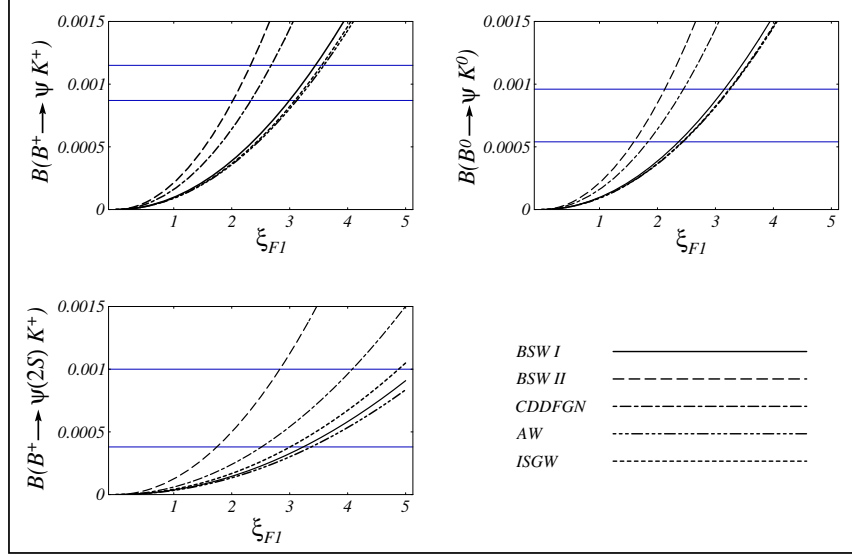 0.0015
0.001
0.0005
0
1 2 3 4 5
ξF1
B(B+⟶ψ K+)
0.0015
0.001
0.0005
0
1 2 3 4 5
ξF1
B(B0⟶ψ K0)
0.0015
0.001
0.0005
0
1 2 3 4 5
ξF1
B(B+⟶ψ(2S) K+)
BSW I
BSW II
CDDFGN
AW
ISGW